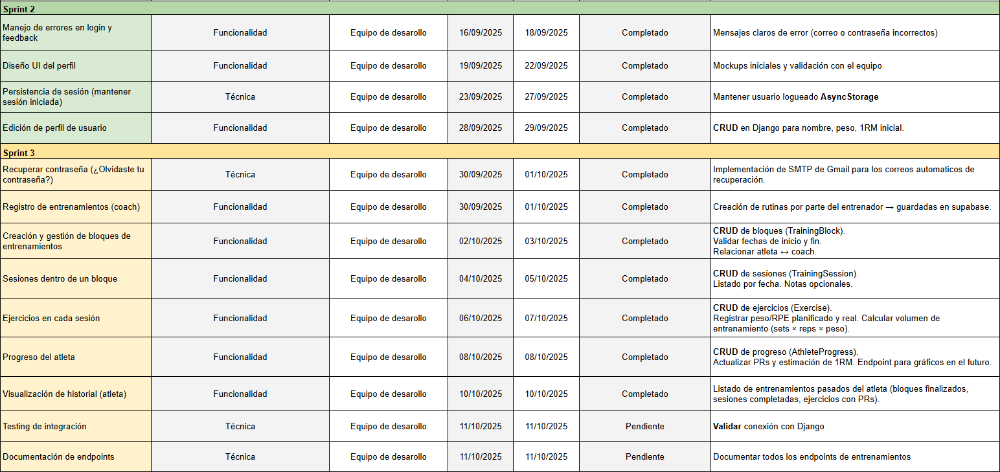 Sprint 2
Manejo de errores en login y
feedback
Funcionalidad
Equipo de desarollo
16/09/2025
18/09/2025
Completado
Mensajes claros de error (correo o contraseña incorrectos)
Diseño UI del perfil
Funcionalidad
Equipo de desarollo
19/09/2025
22/09/2025
Completado
Mockups iniciales y validación con el equipo.
Persistencia de sesión (mantener
sesión iniciada)
Técnica
Equipo de desarollo
23/09/2025
27/09/2025
Completado
Mantener usuario logueado AsyncStorage
Edición de perfil de usuario
Funcionalidad
Equipo de desarollo
28/09/2025
29/09/2025
Completado
CRUD en Django para nombre, peso, 1RM inicial.
Sprint 3
Recuperar contraseña (¿Olvidaste tu
contraseña?)
Técnica
Equipo de desarollo
30/09/2025
01/10/2025
Completado
Implementación de SMTP de Gmail para los correos automaticos de
recuperación.
Registro de entrenamientos (coach)
Funcionalidad
Equipo de desarollo
30/09/2025
01/10/2025
Completado
Creación de rutinas por parte del entrenador → guardadas en supabase.
Creación y gestión de bloques de
entrenamientos
Funcionalidad
Equipo de desarollo
02/10/2025
03/10/2025
Completado
CRUD de bloques (TrainingBlock).
Validar fechas de inicio y fin.
Relacionar atleta ↔ coach.
Sesiones dentro de un bloque
Funcionalidad
Equipo de desarollo
04/10/2025
05/10/2025
Completado
CRUD de sesiones (TrainingSession).
Listado por fecha. Notas opcionales.
Ejercicios en cada sesión
Funcionalidad
Equipo de desarollo
06/10/2025
07/10/2025
Completado
CRUD de ejercicios (Exercise).
Registrar peso/RPE planificado y real. Calcular volumen de
entrenamiento (sets × reps × peso).
Progreso del atleta
Funcionalidad
Equipo de desarollo
08/10/2025
08/10/2025
Completado
CRUD de progreso (AthleteProgress).
Actualizar PRs y estimación de 1RM. Endpoint para gráficos en el futuro.
Visualización de historial (atleta)
Funcionalidad
Equipo de desarollo
10/10/2025
10/10/2025
Completado
Listado de entrenamientos pasados del atleta (bloques finalizados,
sesiones completadas, ejercicios con PRs).
Testing de integración
Técnica
Equipo de desarollo
11/10/2025
11/10/2025
Pendiente
Validar conexión con Django
Documentación de endpoints
Técnica
Equipo de desarollo
11/10/2025
11/10/2025
Pendiente
Documentar todos los endpoints de entrenamientos